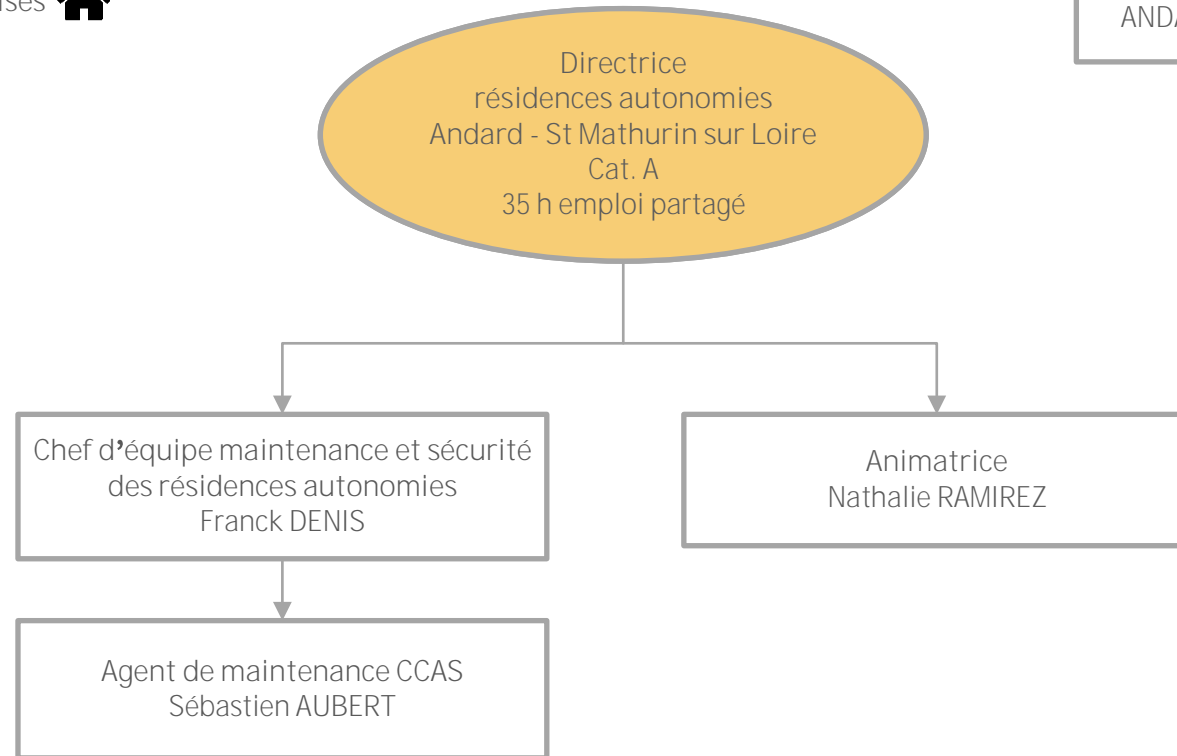 Directrice
résidences autonomies
Andard - St Mathurin sur Loire
Cat. A
35 h emploi partagé
Chef d’équipe maintenance et sécurité
des résidences autonomies
Franck DENIS
Animatrice
Nathalie RAMIREZ
Agent de maintenance CCAS
Sébastien AUBERT